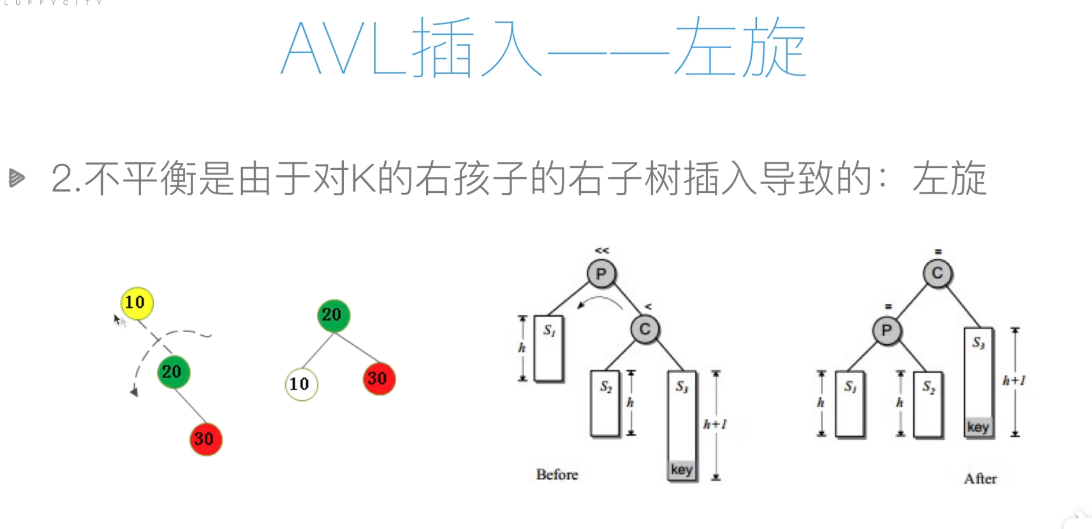 LUFFYCITY
AVL插入——左旋
2.不平衡是由于对K的右孩子的右子树插入导致的：左旋
10
20
30
20
10
30
<<
P
<
S1
C
h
S2
h
S3
h+1
key
Before
=
C
=
P
S3
h
S1
h
S2
h+1
key
After